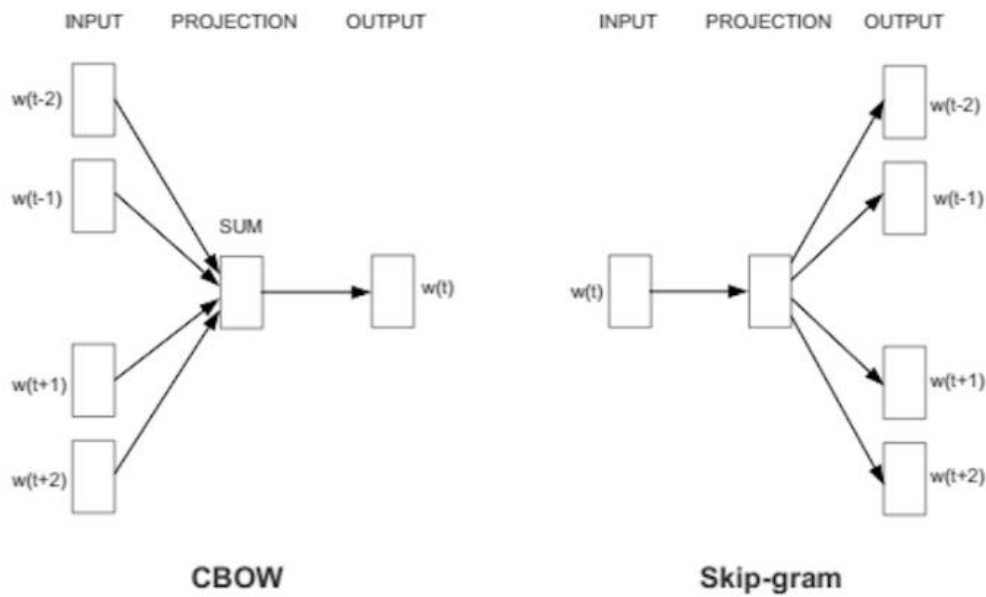 INPUT PROJECTION OUTPUT
w(t-2)
w(t-1)
SUM
w(t)
w(t+1)
w(t+2)
CBOW
INPUT PROJECTION OUTPUT
w(t-2)
w(t-1)
w(t)
w(t+1)
w(t+2)
Skip-gram